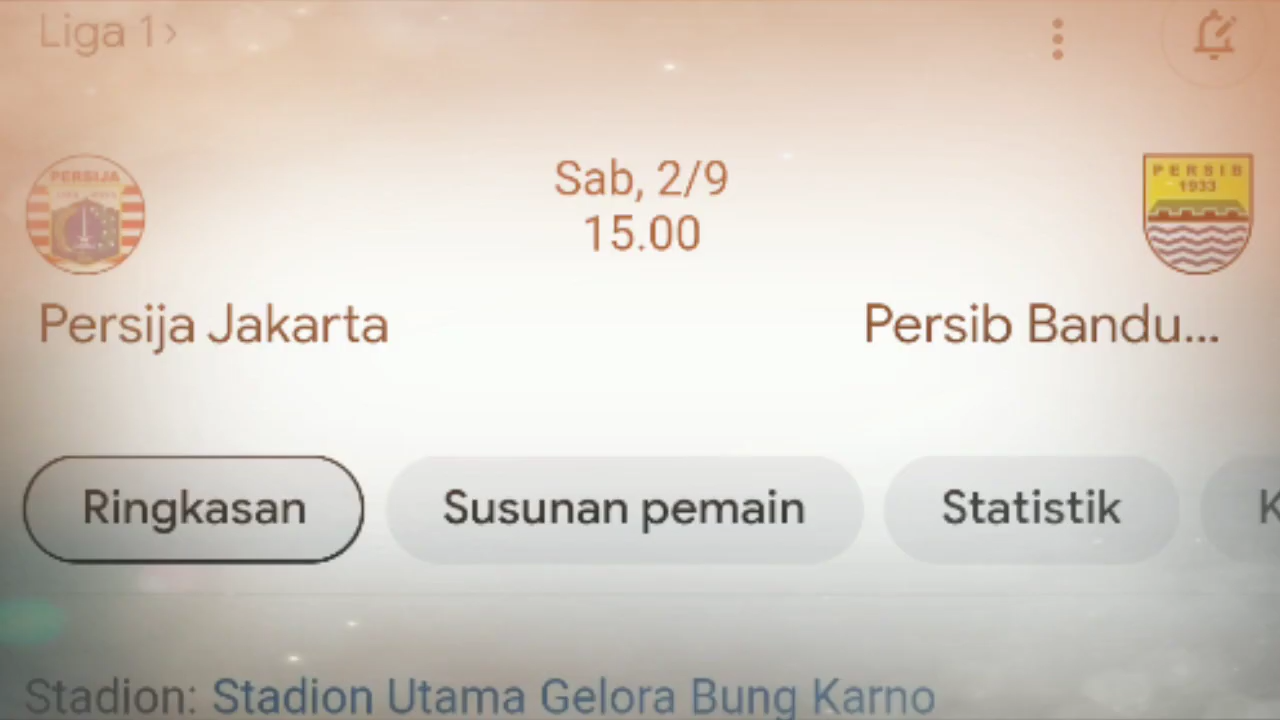 Liga 1 ›
PERSIJA
PERSIB
1933
Sab, 2/9
15.00
Persija Jakarta
Persib Bandu...
Ringkasan
Susunan pemain
Statistik
K
Stadion: Stadion Utama Gelora Bung Karno